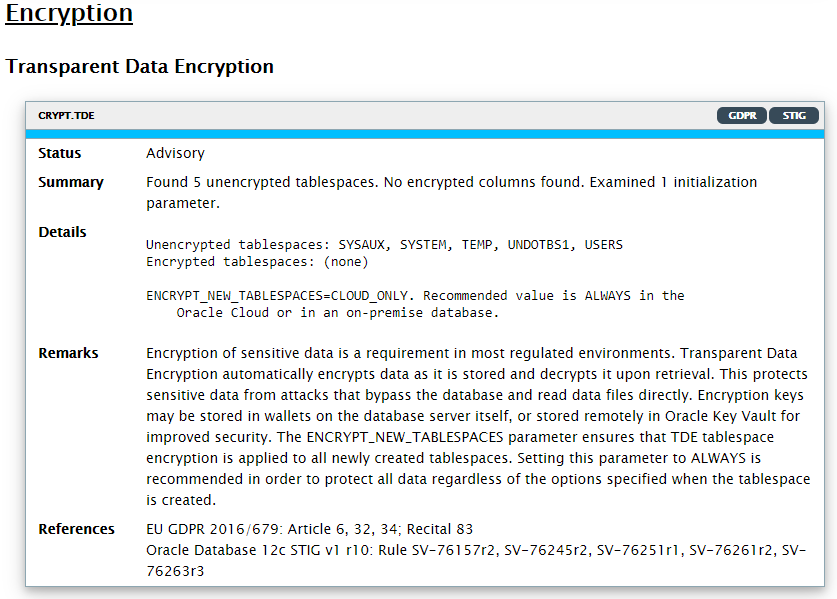 Encryption
Transparent Data Encryption
CRYPT.TDE GDPR STIG
Status Advisory
Summary Found 5 unencrypted tablespaces. No encrypted columns found. Examined 1 initialization
parameter.
Details
Unencrypted tablespaces: SYSAUX, SYSTEM, TEMP, UNDOTBS1, USERS
Encrypted tablespaces: (none)
ENCRYPT_NEW_TABLESPACES=CLOUD_ONLY. Recommended value is ALWAYS in the
Oracle Cloud or in an on-premise database.
Remarks Encryption of sensitive data is a requirement in most regulated environments. Transparent Data
Encryption automatically encrypts data as it is stored and decrypts it upon retrieval. This protects
sensitive data from attacks that bypass the database and read data files directly. Encryption keys
may be stored in wallets on the database server itself, or stored remotely in Oracle Key Vault for
improved security. The ENCRYPT_NEW_TABLESPACES parameter ensures that TDE tablespace
encryption is applied to all newly created tablespaces. Setting this parameter to ALWAYS is
recommended in order to protect all data regardless of the options specified when the tablespace
is created.
References EU GDPR 2016/679: Article 6, 32, 34; Recital 83
Oracle Database 12c STIG v1 r10: Rule SV-76157r2, SV-76245r2, SV-76251r1, SV-76261r2, SV-
76263r3